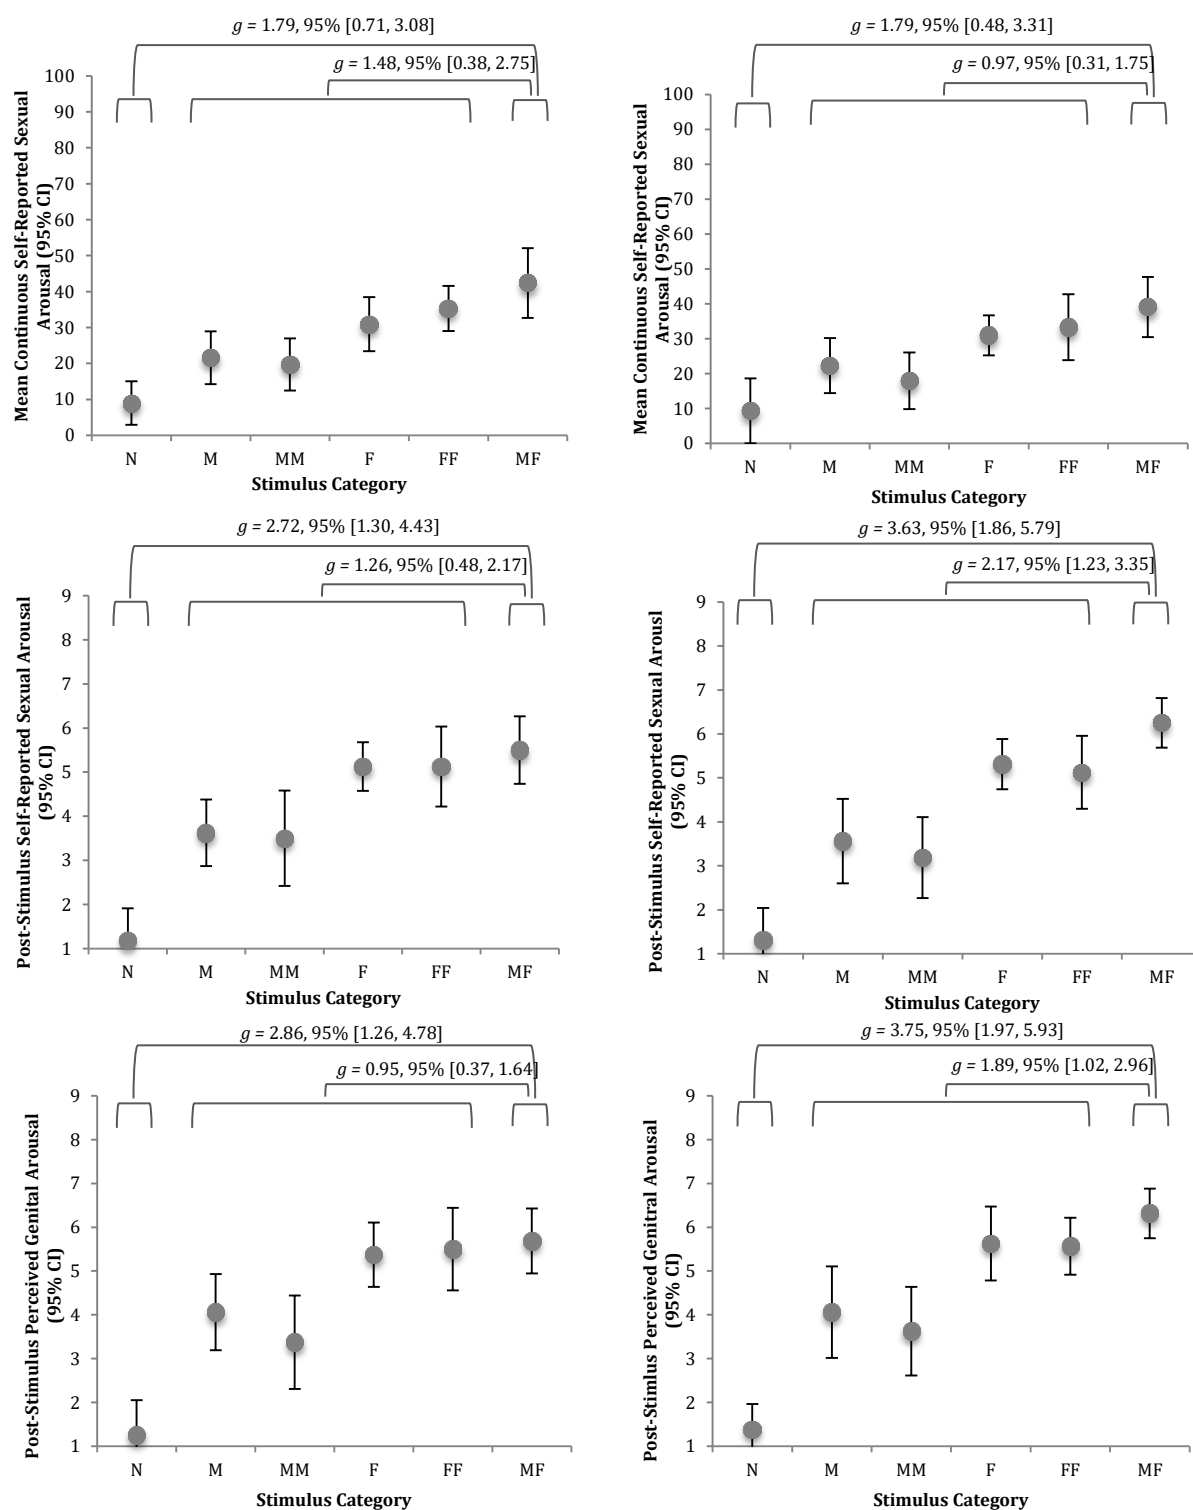 g = 1.79, 95% [0.71, 3.08]
g = 1.48, 95% [0.38, 2.75]
100
90
80
70
60
50
40
30
20
10
0
Mean Continuous Self-Reported Sexual
Arousal (95% CI)
N M MM F FF MF
Stimulus Category
g = 1.79, 95% [0.48, 3.31]
g = 0.97, 95% [0.31, 1.75]
100
90
80
70
60
50
40
30
20
10
0
Mean Continuous Self-Reported Sexual
Arousal (95% CI)
N M MM F FF MF
Stimulus Category
g = 2.72, 95% [1.30, 4.43]
g = 1.26, 95% [0.48, 2.17]
9
8
7
6
5
4
3
2
1
Post-Stimulus Self-Reported Sexual Arousal
(95% CI)
N M MM F FF MF
Stimulus Category
g = 3.63, 95% [1.86, 5.79]
g = 2.17, 95% [1.23, 3.35]
9
8
7
6
5
4
3
2
1
Post-Stimulus Self-Reported Sexual Arousl
(95% CI)
N M MM F FF MF
Stimulus Category
g = 2.86, 95% [1.26, 4.78]
g = 0.95, 95% [0.37, 1.64]
9
8
7
6
5
4
3
2
1
Post-Stimulus Perceived Genital Arousal
(95% CI)
N M MM F FF MF
Stimulus Category
g = 3.75, 95% [1.97, 5.93]
g = 1.89, 95% [1.02, 2.96]
9
8
7
6
5
4
3
2
1
Post-Stimlus Perceived Genitral Arousal
(95% CI)
N M MM F FF MF
Stimulus Category